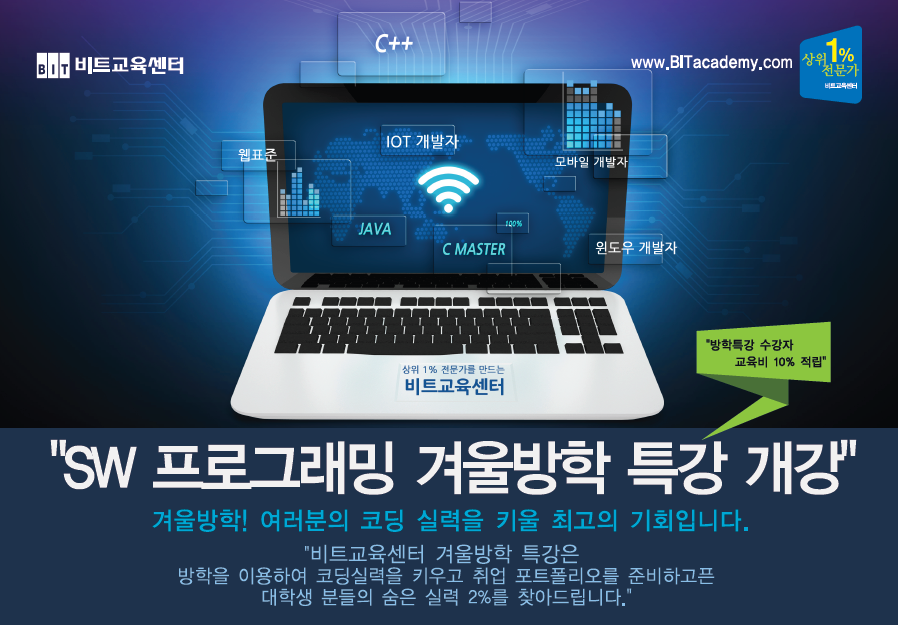 BIT 비트교육센터
www.BITacademy.com
상위 1%
전문가
비트교육센터
C++
IOT 개발자
웹표준
모바일 개발자
JAVA
100%
C MASTER
윈도우 개발자
상위 1% 전문가를 만드는
비트교육센터
"방학특강 수강자
교육비 10% 적립"
"SW 프로그래밍 겨울방학 특강 개강"
겨울방학! 여러분의 코딩 실력을 키울 최고의 기회입니다.
"비트교육센터 겨울방학 특강은
방학을 이용하여 코딩실력을 키우고 취업 포트폴리오를 준비하고픈
대학생 분들의 숨은 실력 2%를 찾아드립니다."